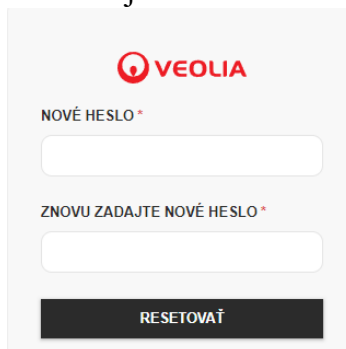 VEOLIA
NOVÉ HESLO *
ZNOVU ZADAJTE NOVÉ HESLO *
RESETOVAŤ